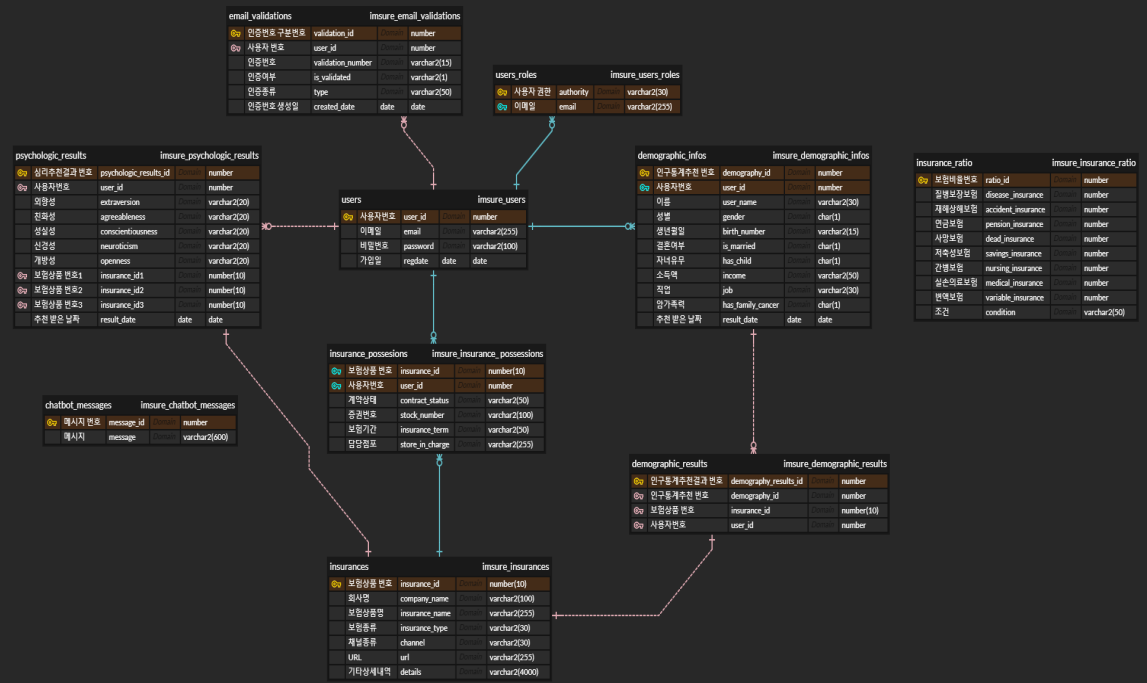 email_validations imsure_email_validations
인증번호 구분번호 validation_id Domain number
사용자 번호 user_id Domain number
인증번호 validation_number Domain varchar2(15)
인증여부 is_validated Domain varchar2(1)
인증종류 type Domain varchar2(50)
인증번호 생성일 created_date date date
users_roles imsure_users_roles
사용자 권한 authority Domain varchar2(30)
이메일 email Domain varchar2(255)
psychologic_results imsure_psychologic_results
심리추천결과 번호 psychologic_results_id Domain number
사용자번호 user_id Domain number
외향성 extraversion Domain varchar2(20)
친화성 agreeableness Domain varchar2(20)
성실성 conscientiousness Domain varchar2(20)
신경성 neuroticism Domain varchar2(20)
개방성 openness Domain varchar2(20)
보험상품 번호1 insurance_id1 Domain number(10)
보험상품 번호2 insurance_id2 Domain number(10)
보험상품 번호3 insurance_id3 Domain number(10)
추천 받은 날짜 result_date date date
users imsure_users
사용자번호 user_id Domain number
이메일 email Domain varchar2(255)
비밀번호 password Domain varchar2(100)
가입일 regdate date date
demographic_infos imsure_demographic_infos
인구통계추천 번호 demography_id Domain number
사용자번호 user_id Domain number
이름 user_name Domain varchar2(30)
성별 gender Domain char(1)
생년월일 birth_number Domain varchar2(15)
결혼여부 is_married Domain char(1)
자녀유무 has_child Domain char(1)
소득액 income Domain varchar2(50)
직업 job Domain varchar2(30)
암가족력 has_family_cancer Domain char(1)
추천 받은 날짜 result_date date date
insurance_ratio imsure_insurance_ratio
보험비율번호 ratio_id Domain number
질병보장보험 disease_insurance Domain number
재해상해보험 accident_insurance Domain number
연금보험 pension_insurance Domain number
사망보험 dead_insurance Domain number
저축성보험 savings_insurance Domain number
간병보험 nursing_insurance Domain number
실손의료보험 medical_insurance Domain number
변액보험 variable_insurance Domain number
조건 condition Domain varchar2(50)
insurance_possesions imsure_insurance_possessions
보험상품 번호 insurance_id Domain number(10)
사용자번호 user_id Domain number
계약상태 contract_status Domain varchar2(50)
증권번호 stock_number Domain varchar2(100)
보험기간 insurance_term Domain varchar2(50)
담당점포 store_in_charge Domain varchar2(255)
chatbot_messages imsure_chatbot_messages
메시지 번호 message_id Domain number
메시지 message Domain varchar2(600)
demographic_results imsure_demographic_results
인구통계추천결과 번호 demography_results_id Domain number
인구통계추천 번호 demography_id Domain number
보험상품 번호 insurance_id Domain number(10)
사용자번호 user_id Domain number
insurances imsure_insurances
보험상품 번호 insurance_id Domain number(10)
회사명 company_name Domain varchar2(100)
보험상품명 insurance_name Domain varchar2(255)
보험종류 insurance_type Domain varchar2(30)
채널종류 channel Domain varchar2(30)
URL url Domain varchar2(255)
기타상세내역 details Domain varchar2(4000)